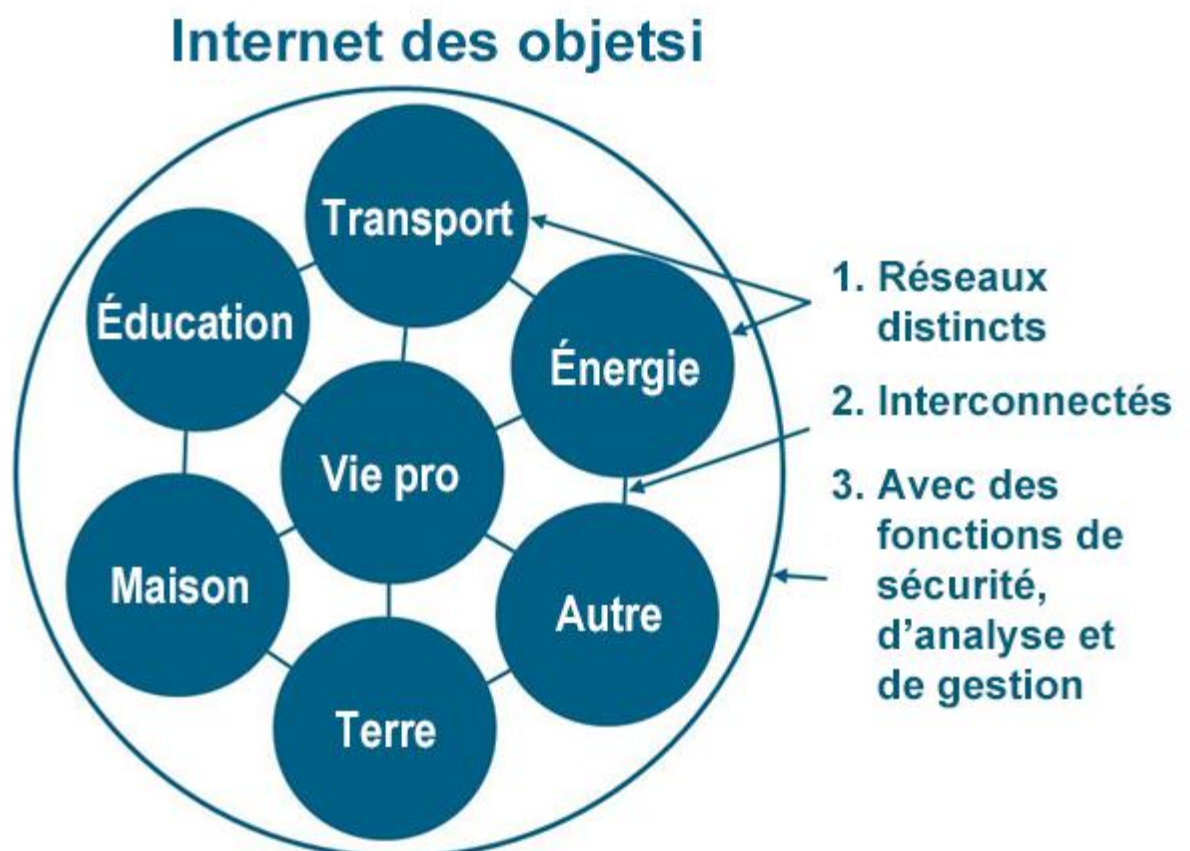 Internet des objetsi
Transport
Éducation
Énergie
Vie pro
Maison
Autre
Terre
1. Réseaux
distincts
2. Interconnectés
3. Avec des
fonctions de
sécurité,
d’analyse et
de gestion